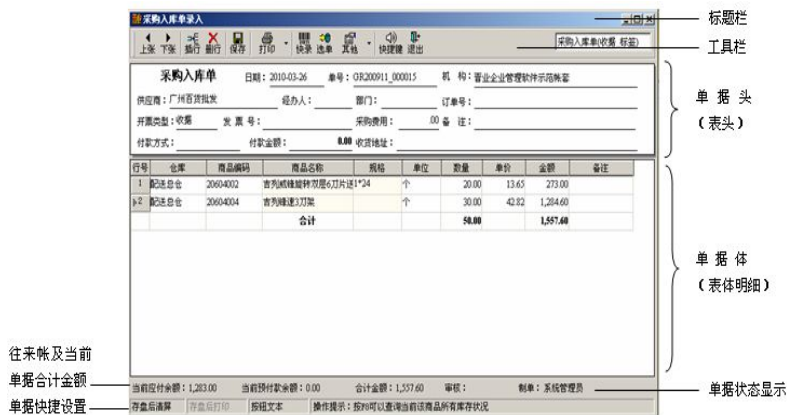 采购入库单录入
标题栏
上张 下张 插行 删行 保存 打印 快录 选单 其他 快捷键 退出 采购入库单(收据 标签)
工具栏
采购入库单 日期：2010-03-26 单号：GR200911_000015 机 构：晋业企业管理软件示范帐套
供应商：广州百货批发 经办人： 部门： 订单号：
开票类型：收据 发 票 号： 采购费用： .00 备 注：
付款方式： 付款金额： 0.00 收货地址：
单 据 头
(表头)
行号 仓库 商品编码 商品名称 规格 单位 数量 单价 金额 备注
1 配送总仓 20604002 吉列威锋旋转双层6刀片送 1*24 个 20.00 13.65 273.00
2 配送总仓 20604004 吉列锋速3刀架 个 30.00 42.82 1,284.60
合计 50.00 1,557.60
单 据 体
(表体明细)
往来帐及当前
单据合计金额
当前应付余额：1,283.00 当前预付款余额：0.00 合计金额：1,557.60 审核： 制单：系统管理员
单据状态显示
单据快捷设置
存盘后清屏 存盘后打印 按钮文本 操作提示：按F8可以查询当前该商品所有库存状况